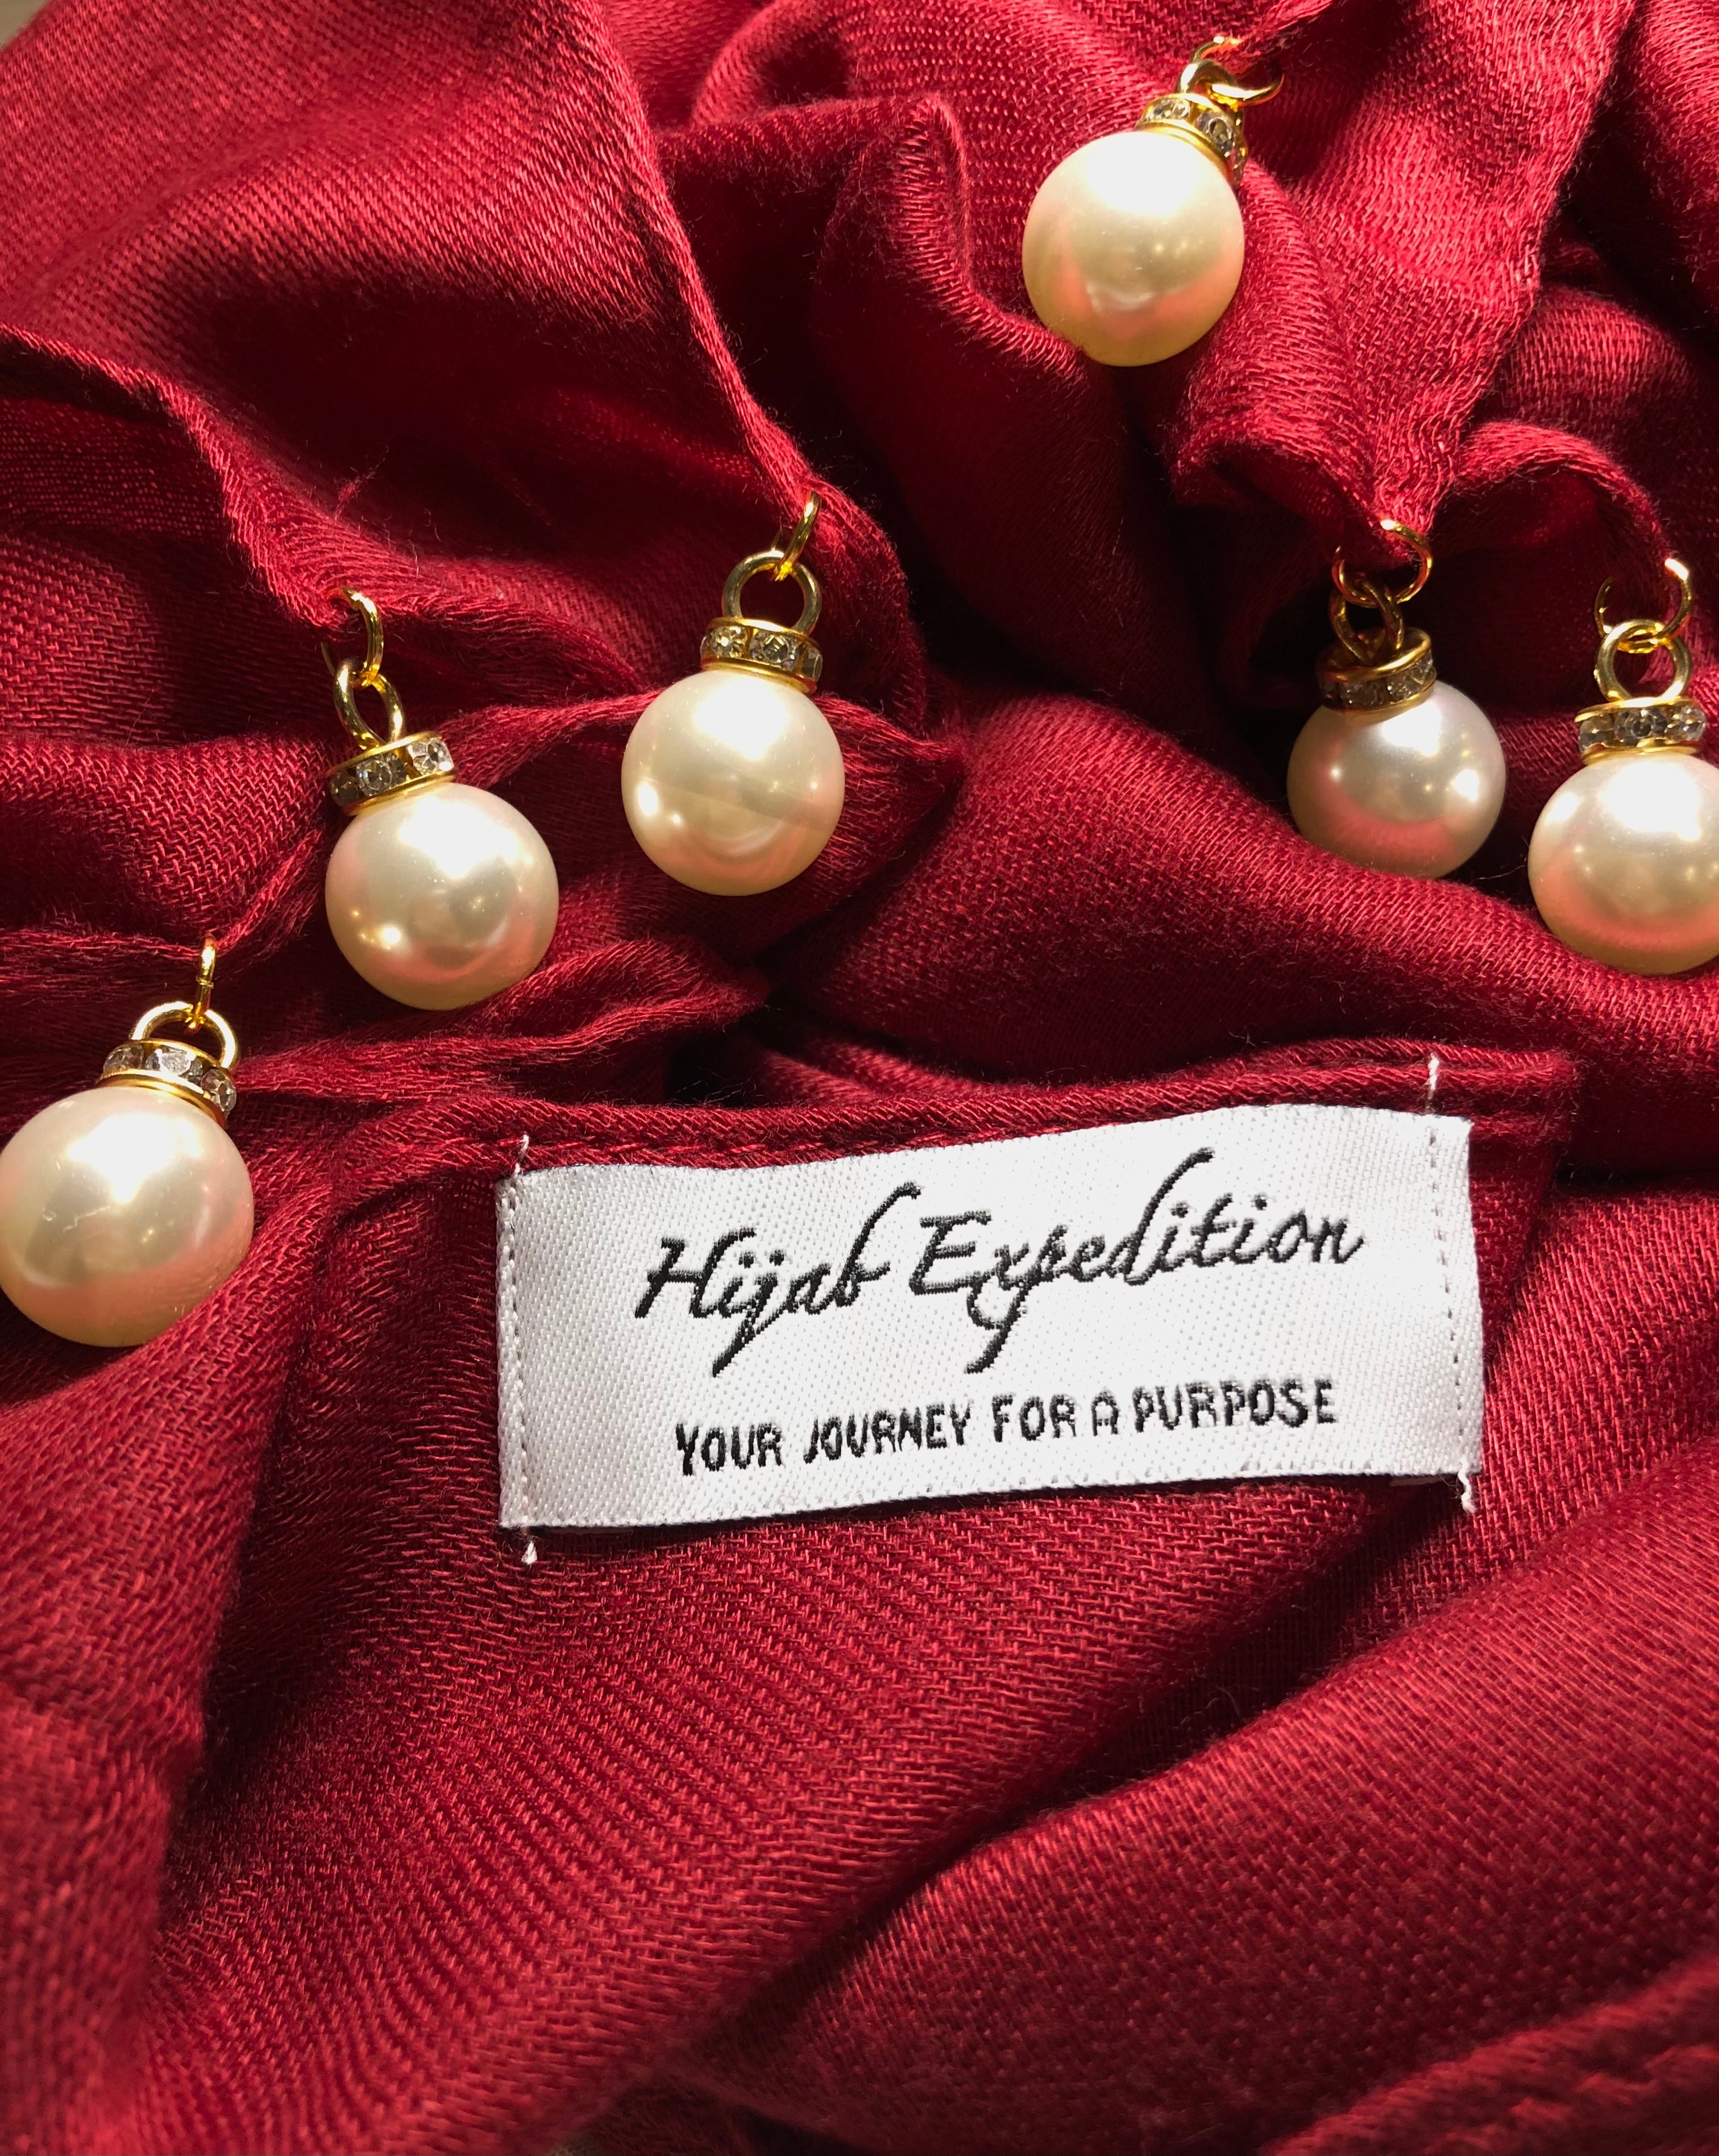 Hijab Expedition
YOUR JOURNEY FOR A PURPOSE